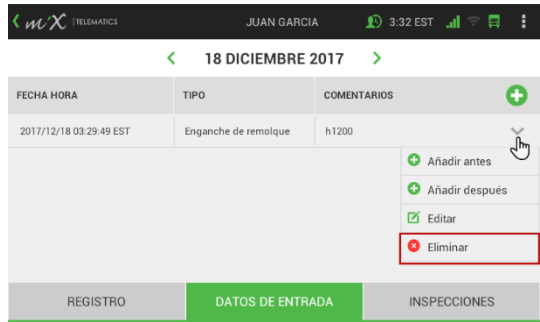 MiX TELEMATICS JUAN GARCIA 3:32 EST
18 DICIEMBRE 2017
FECHA HORA TIPO COMENTARIOS
2017/12/18 03:29:49 EST Enganche de remolque h1200
Añadir antes
Añadir después
Editar
Eliminar
REGISTRO DATOS DE ENTRADA INSPECCIONES